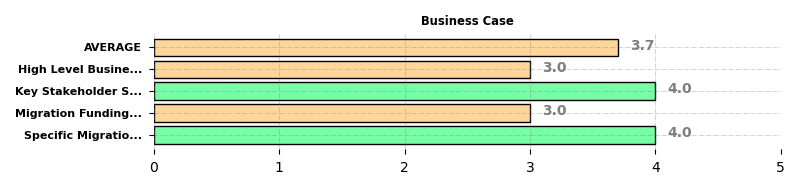 Business Case
AVERAGE 3.7
High Level Busine... 3.0
Key Stakeholder S... 4.0
Migration Funding... 3.0
Specific Migratio... 4.0
0 1 2 3 4 5